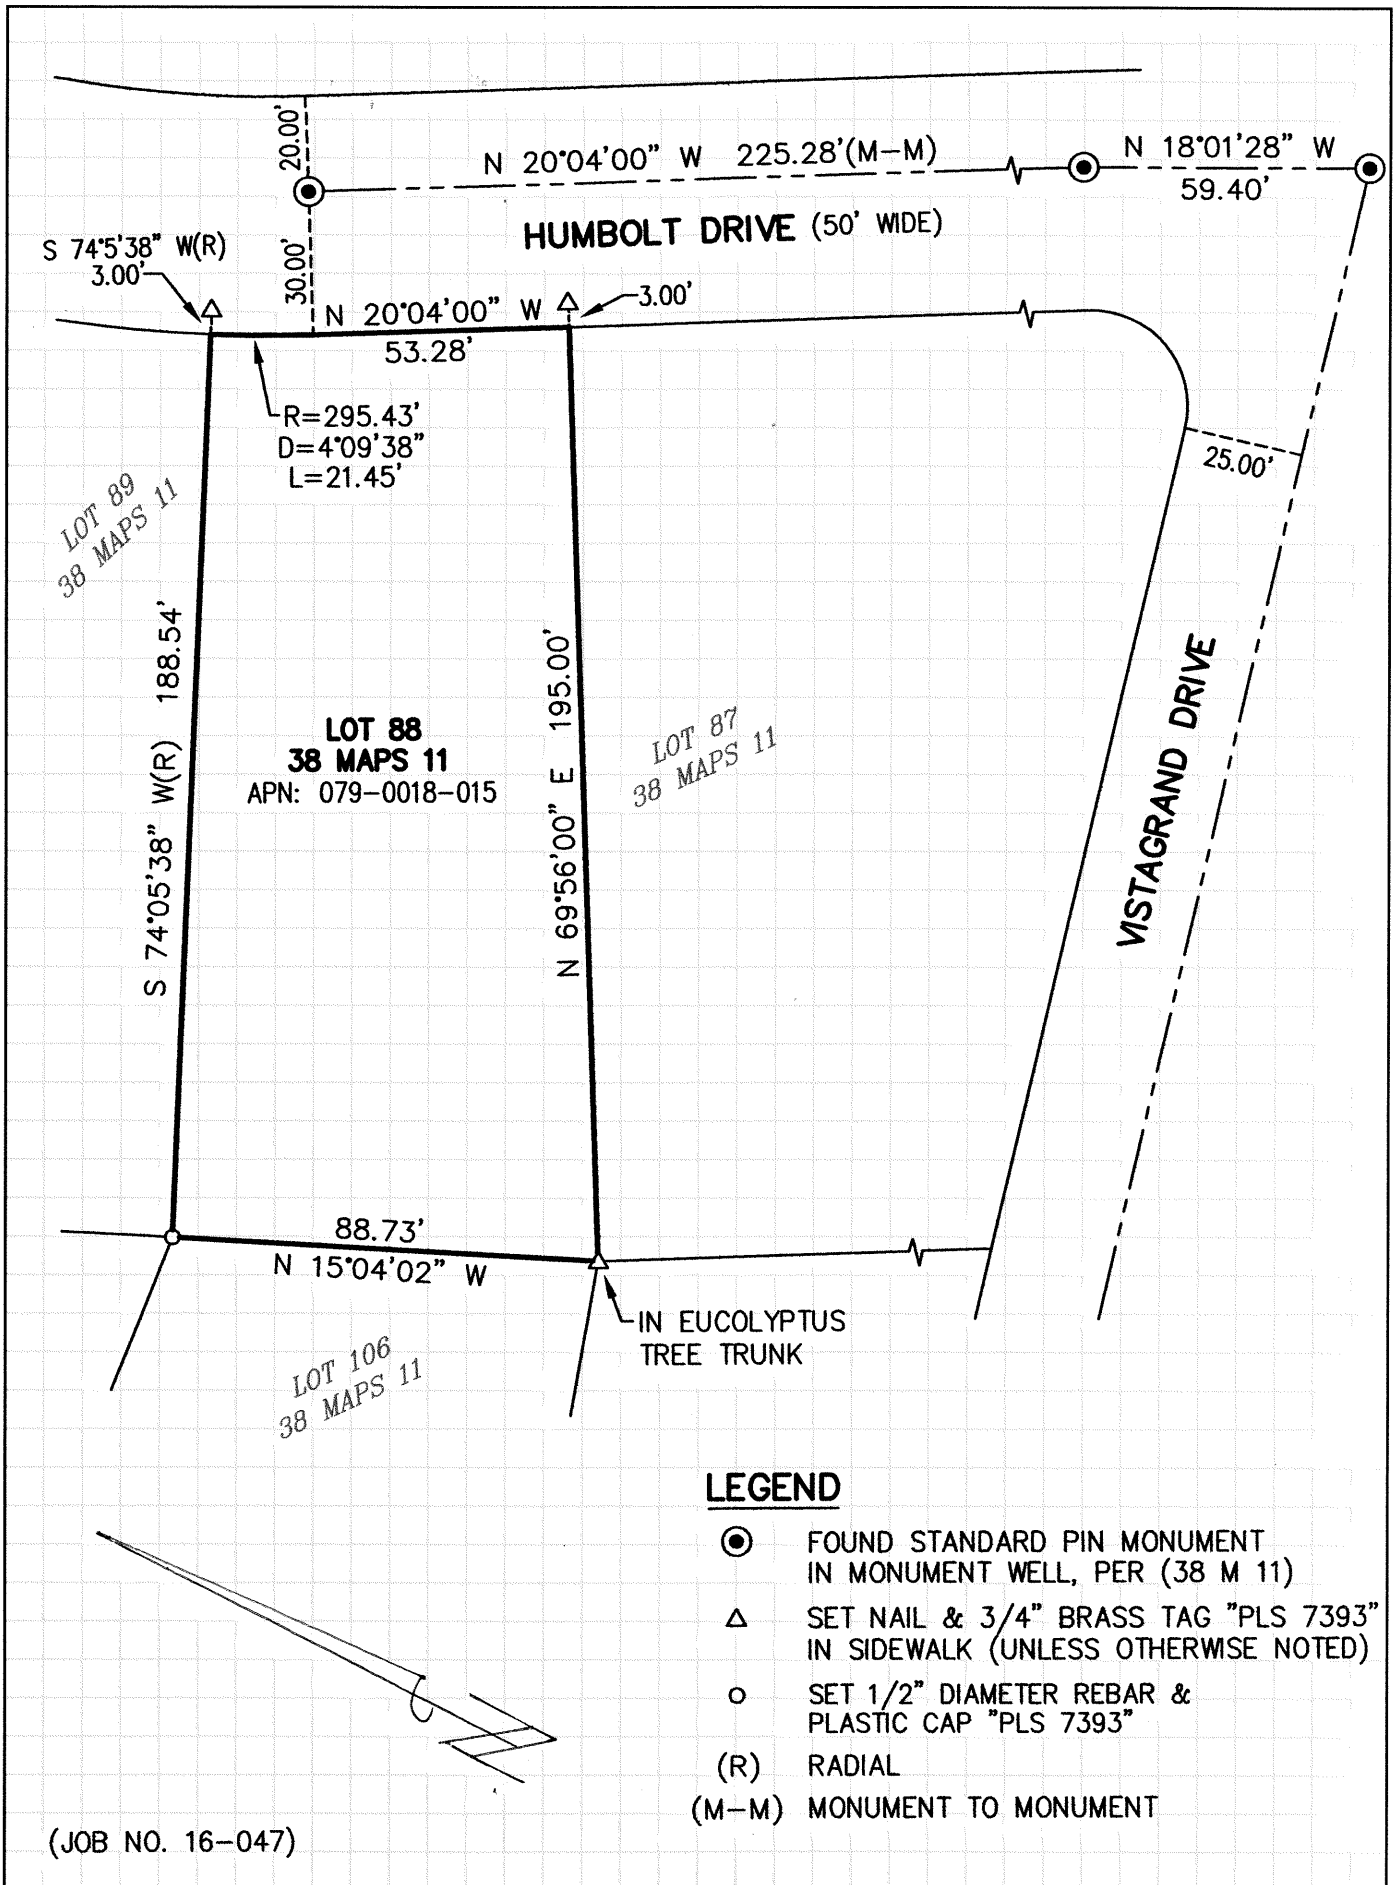 20.00'
N 20°04'00" W 225.28'(M-M)
N 18°01'28" W
59.40'
HUMBOLT DRIVE (50' WIDE)
S 74°5'38" W(R)
3.00'
30.00'
N 20°04'00" W
53.28'
3.00'
R=295.43'
D=4°09'38"
L=21.45'
25.00'
LOT 89
38 MAPS 11
S 74°05'38" W(R) 188.54'
LOT 88
38 MAPS 11
APN: 079-0018-015
N 69°56'00" E 195.00'
LOT 87
38 MAPS 11
VISTAGRAND DRIVE
88.73'
N 15°04'02" W
IN EUCOLYPTUS
TREE TRUNK
LOT 106
38 MAPS 11
LEGEND
FOUND STANDARD PIN MONUMENT
IN MONUMENT WELL, PER (38 M 11)
SET NAIL & 3/4" BRASS TAG "PLS 7393"
IN SIDEWALK (UNLESS OTHERWISE NOTED)
SET 1/2" DIAMETER REBAR &
PLASTIC CAP "PLS 7393"
(R) RADIAL
(M-M) MONUMENT TO MONUMENT
(JOB NO. 16-047)